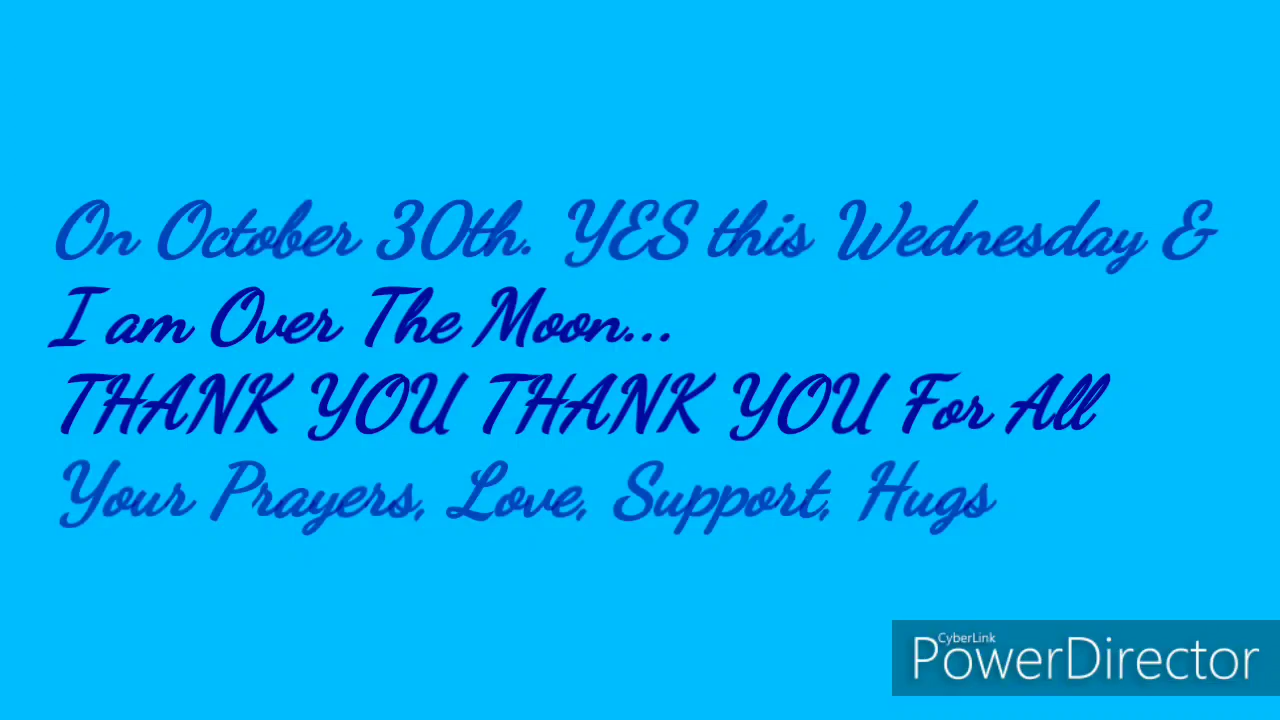 On October 30th. YES this Wednesday &
I am Over The Moon...
THANK YOU THANK YOU For All
Your Prayers, Love, Support, Hugs
CyberLink
PowerDirector